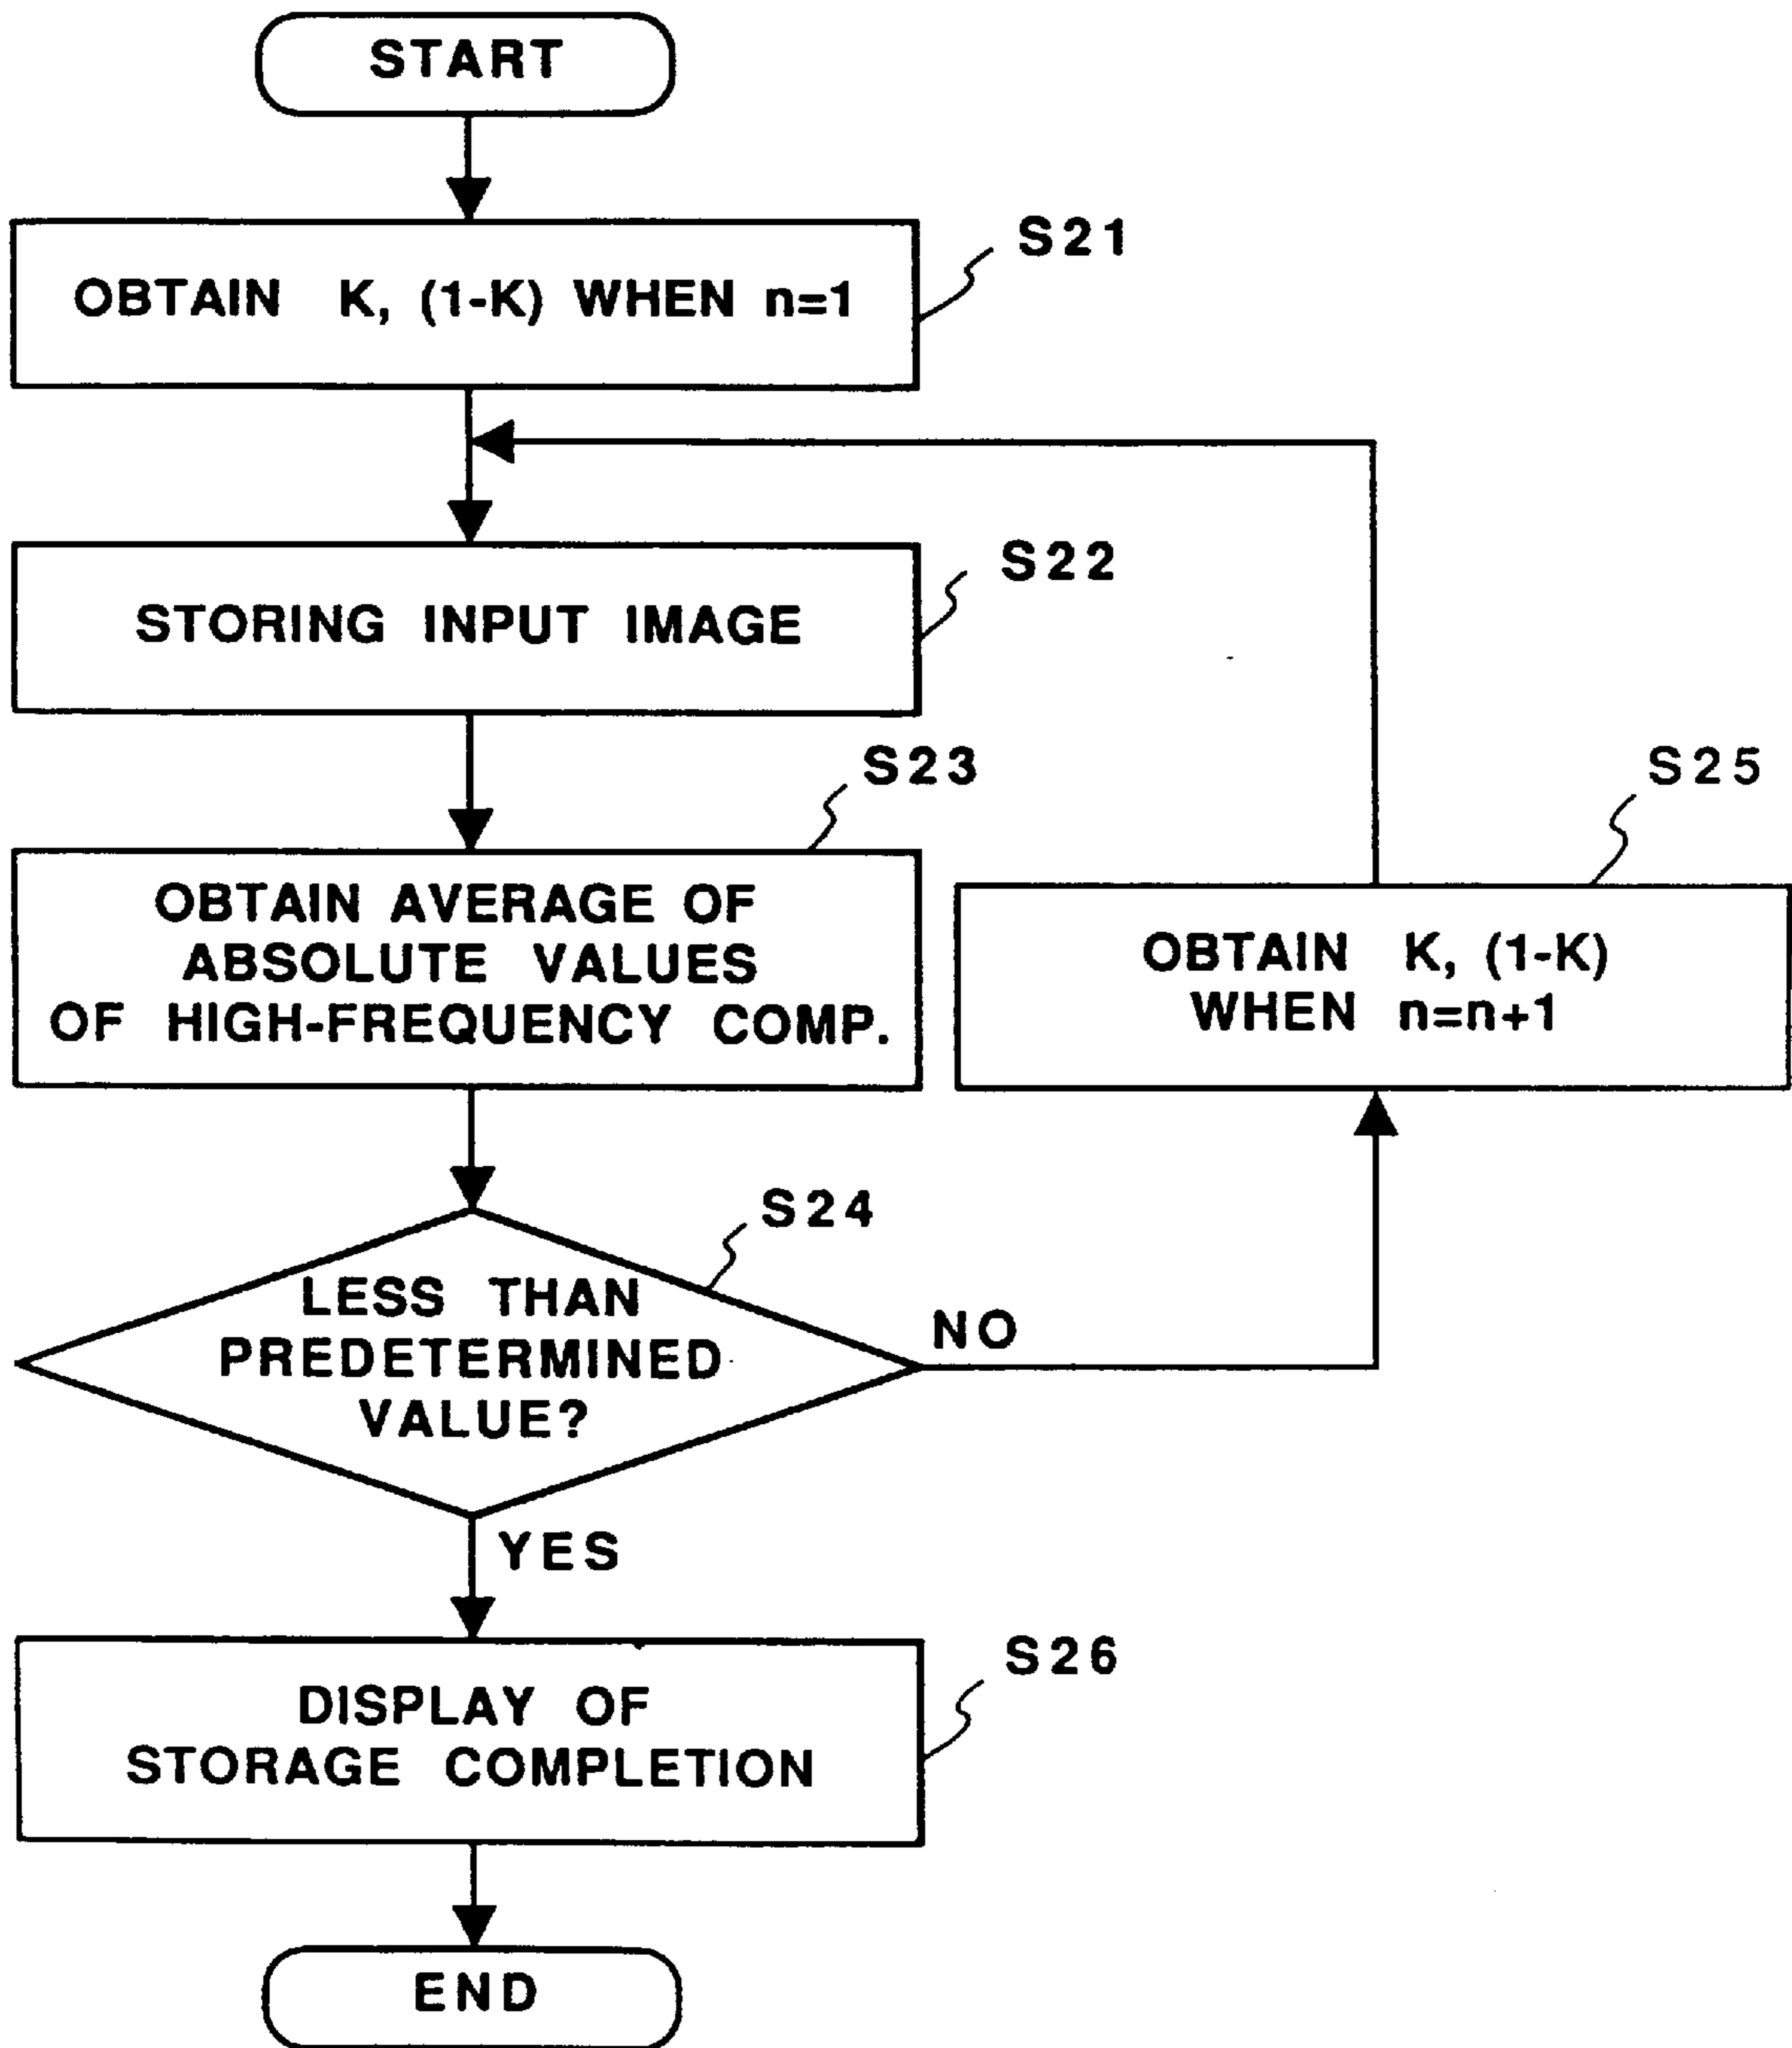 START
S21
OBTAIN K, (1-K) WHEN n=1
S22
STORING INPUT IMAGE
S23
OBTAIN AVERAGE OF
ABSOLUTE VALUES
OF HIGH-FREQUENCY COMP.
S25
OBTAIN K, (1-K)
WHEN n=n+1
S24
LESS THAN
PREDETERMINED
VALUE?
NO
YES
S26
DISPLAY OF
STORAGE COMPLETION
END